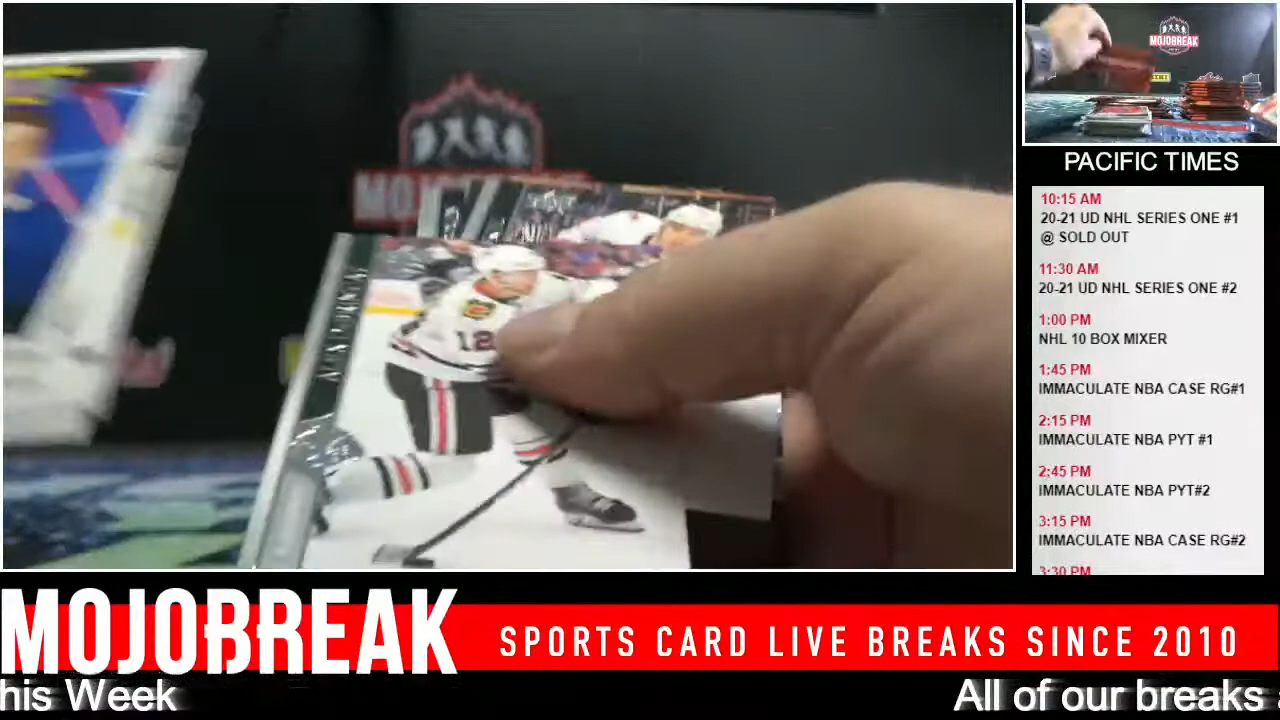 MOJOBREAK
12
PACIFIC TIMES
10:15 AM
20-21 UD NHL SERIES ONE #1
@ SOLD OUT
11:30 AM
20-21 UD NHL SERIES ONE #2
1:00 PM
NHL 10 BOX MIXER
1:45 PM
IMMACULATE NBA CASE RG#1
2:15 PM
IMMACULATE NBA PYT #1
2:45 PM
IMMACULATE NBA PYT#2
3:15 PM
IMMACULATE NBA CASE RG#2
3:30 PM
MOJOBREAK
SPORTS CARD LIVE BREAKS SINCE 2010
his Week
All of our breaks